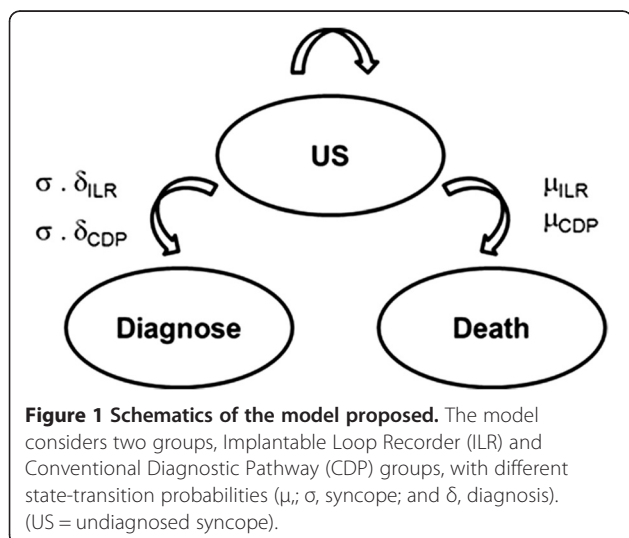 US
σ . δILR
σ . δCDP
μILR
μCDP
Diagnose
Death
Figure 1 Schematics of the model proposed. The model
considers two groups, Implantable Loop Recorder (ILR) and
Conventional Diagnostic Pathway (CDP) groups, with different
state-transition probabilities (μ,; σ, syncope; and δ, diagnosis).
(US = undiagnosed syncope).